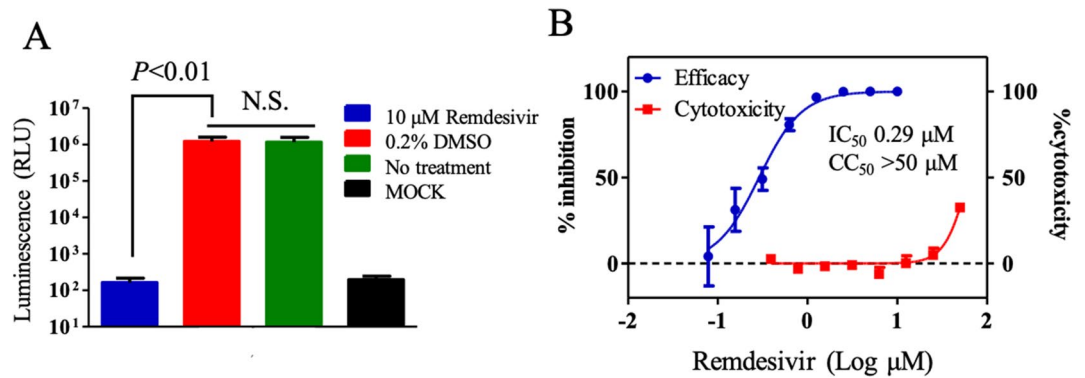 A
P<0.01
N.S.
Luminescence (RLU)
10⁷
10⁶
10⁵
10⁴
10³
10²
10¹
10 μM Remdesivir
0.2% DMSO
No treatment
MOCK
B
Efficacy
Cytotoxicity
IC₅₀ 0.29 μM
CC₅₀ >50 μM
% inhibition
100
50
0
%cytotoxicity
100
50
0
-2
-1
0
1
2
Remdesivir (Log μM)